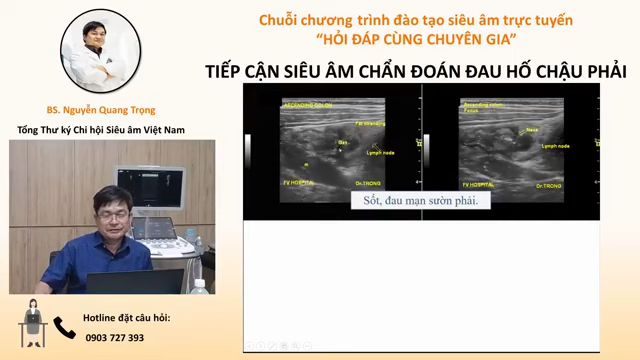 Chuỗi chương trình đào tạo siêu âm trực tuyến
“HỎI ĐÁP CÙNG CHUYÊN GIA”
TIẾP CẬN SIÊU ÂM CHẨN ĐOÁN ĐAU HỐ CHẬU PHẢI
BS. Nguyễn Quang Trọng
Tổng Thư ký Chi hội Siêu âm Việt Nam
ASCENDING COLON
Fat stranding
Gas
Lymph node
FV HOSPITAL
Dr.TRONG
Ascending colon
Lymph node
FV HOSPITAL
Dr.TRONG
Sốt, đau mạn sườn phải.
Hotline đặt câu hỏi:
0903 727 393